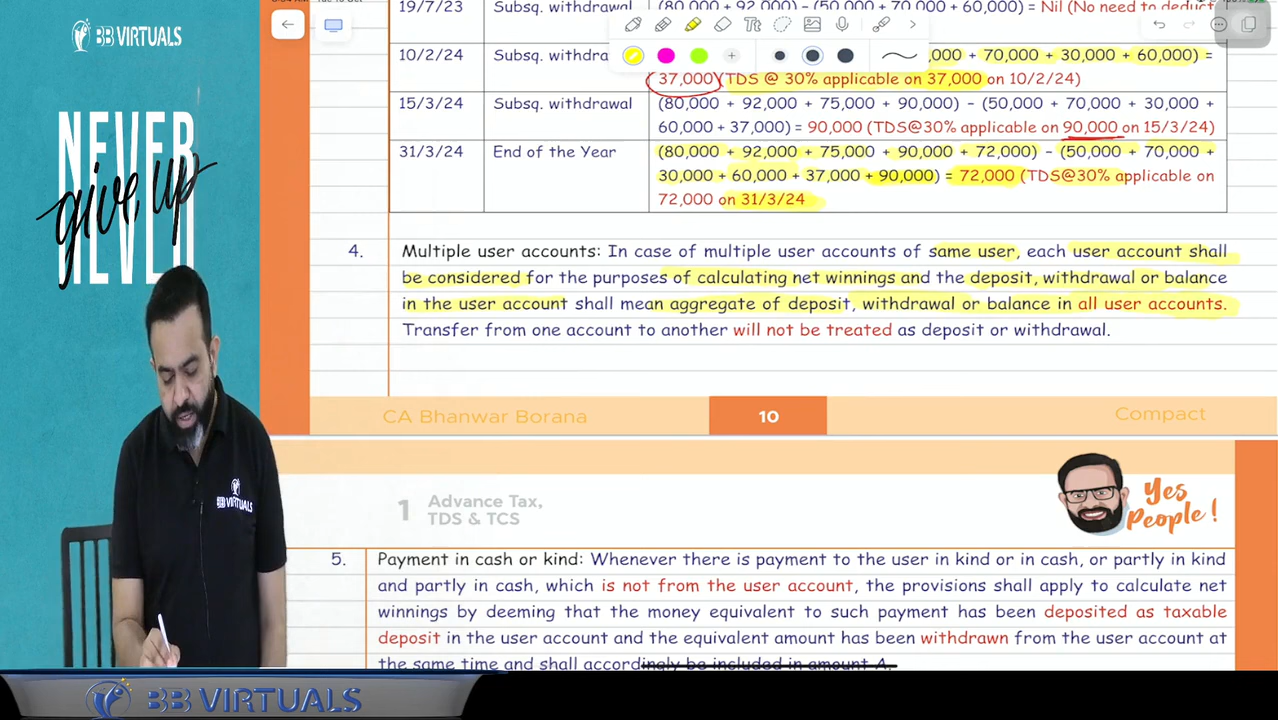 BB VIRTUALS
NEVER
give up
NEVER
19/7/23 Subsq. withdrawal (80,000 + 92,000) – (50,000 + 70,000 + 60,000) = Nil (No need to deduct
10/2/24 Subsq. withdra ,000 + 70,000 + 30,000 + 60,000) =
37,000 (TDS @ 30% applicable on 37,000 on 10/2/24)
15/3/24 Subsq. withdrawal (80,000 + 92,000 + 75,000 + 90,000) – (50,000 + 70,000 + 30,000 +
60,000 + 37,000) = 90,000 (TDS@30% applicable on 90,000 on 15/3/24)
31/3/24 End of the Year (80,000 + 92,000 + 75,000 + 90,000 + 72,000) – (50,000 + 70,000 +
30,000 + 60,000 + 37,000 + 90,000) = 72,000 (TDS@30% applicable on
72,000 on 31/3/24
4. Multiple user accounts: In case of multiple user accounts of same user, each user account shall
be considered for the purposes of calculating net winnings and the deposit, withdrawal or balance
in the user account shall mean aggregate of deposit, withdrawal or balance in all user accounts.
Transfer from one account to another will not be treated as deposit or withdrawal.
CA Bhanwar Borana 10 Compact
1 Advance Tax,
TDS & TCS
Yes
People !
5. Payment in cash or kind: Whenever there is payment to the user in kind or in cash, or partly in kind
and partly in cash, which is not from the user account, the provisions shall apply to calculate net
winnings by deeming that the money equivalent to such payment has been deposited as taxable
deposit in the user account and the equivalent amount has been withdrawn from the user account at
the same time and shall accordingly be included in amount A.
BB VIRTUALS
BB VIRTUALS